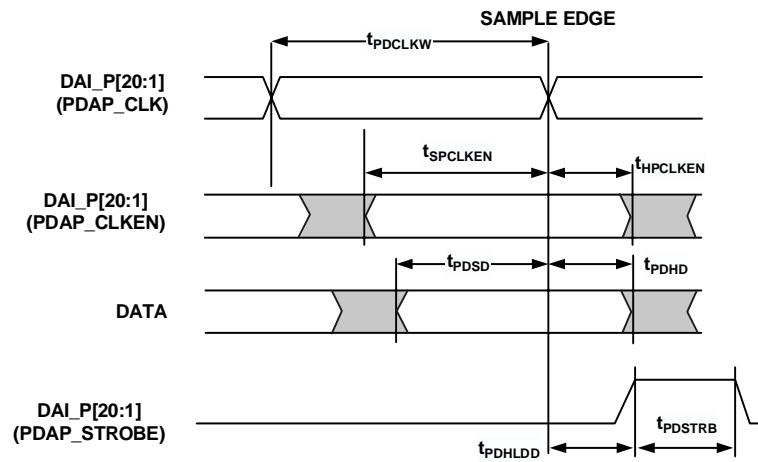 SAMPLE EDGE
tPDCLKW
DAI_P[20:1]
(PDAP_CLK)
tSPCLKEN
tHPCLKEN
DAI_P[20:1]
(PDAP_CLKEN)
tPDSD
tPDHD
DATA
DAI_P[20:1]
(PDAP_STROBE)
tPDHLDD
tPDSTRB